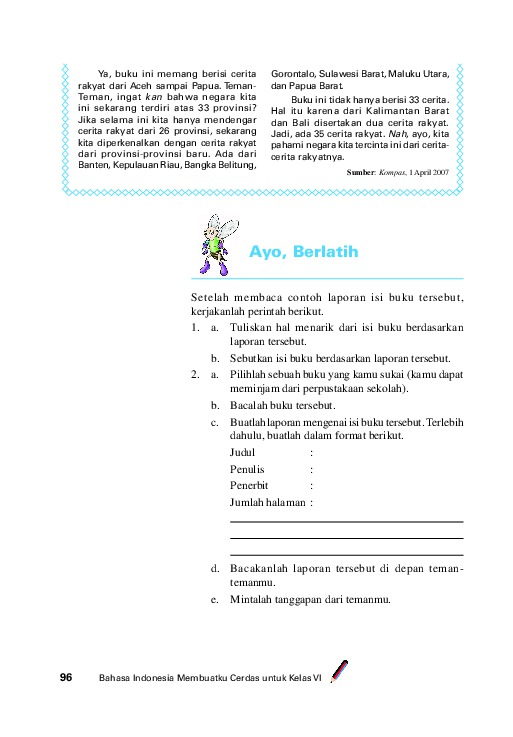 Ya, buku ini memang berisi cerita
rakyat dari Aceh sampai Papua. Teman-
Teman, ingat kan bahwa negara kita
ini sekarang terdiri atas 33 provinsi?
Jika selama ini kita hanya mendengar
cerita rakyat dari 26 provinsi, sekarang
kita diperkenalkan dengan cerita rakyat
dari provinsi-provinsi baru. Ada dari
Banten, Kepulauan Riau, Bangka Belitung,
Gorontalo, Sulawesi Barat, Maluku Utara,
dan Papua Barat.
Buku ini tidak hanya berisi 33 cerita.
Hal itu karena dari Kalimantan Barat
dan Bali disertakan dua cerita rakyat.
Jadi, ada 35 cerita rakyat. Nah, ayo, kita
pahami negara kita tercinta ini dari cerita-
cerita rakyatnya.
Sumber: Kompas, 1 April 2007
Ayo, Berlatih
Setelah membaca contoh laporan isi buku tersebut,
kerjakanlah perintah berikut.
1. a. Tuliskan hal menarik dari isi buku berdasarkan
laporan tersebut.
b. Sebutkan isi buku berdasarkan laporan tersebut.
2. a. Pilihlah sebuah buku yang kamu sukai (kamu dapat
meminjam dari perpustakaan sekolah).
b. Bacalah buku tersebut.
c. Buatlah laporan mengenai isi buku tersebut. Terlebih
dahulu, buatlah dalam format berikut.
Judul :
Penulis :
Penerbit :
Jumlah halaman :
d. Bacakanlah laporan tersebut di depan teman-
temanmu.
e. Mintalah tanggapan dari temanmu.
96 Bahasa Indonesia Membuatku Cerdas untuk Kelas VI